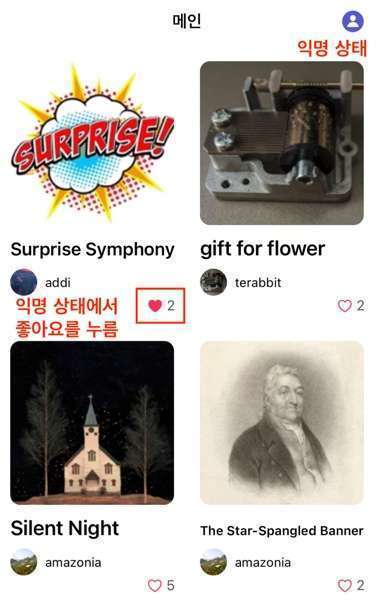 메인
익명 상태
SURPRISE!
Surprise Symphony
gift for flower
addi
terabbit
익명 상태에서
좋아요를 누름
2
2
Silent Night
The Star-Spangled Banner
amazonia
amazonia
5
2